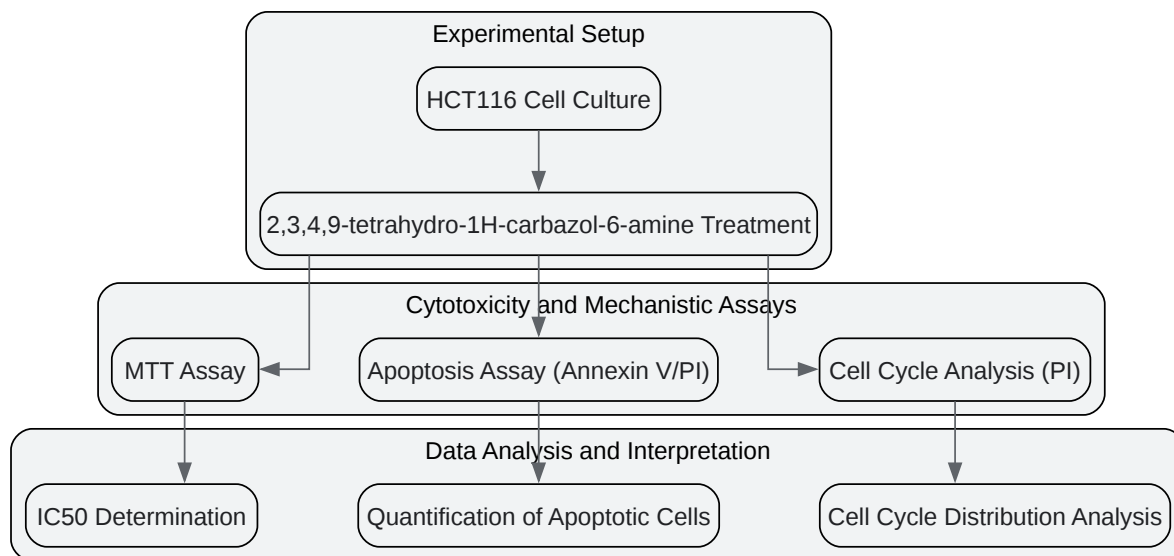 Experimental Setup
HCT116 Cell Culture
2,3,4,9-tetrahydro-1H-carbazol-6-amine Treatment
Cytotoxicity and Mechanistic Assays
MTT Assay
Apoptosis Assay (Annexin V/PI)
Cell Cycle Analysis (PI)
Data Analysis and Interpretation
IC50 Determination
Quantification of Apoptotic Cells
Cell Cycle Distribution Analysis